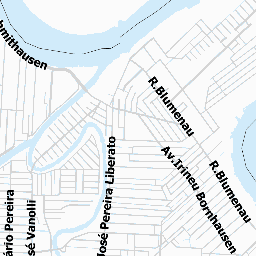 hmithausen
R.Blumenau
Av.Irineu Bornhausen
R.Blumenau
José Pereira Liberato
ário Pereira
sé Vanolli